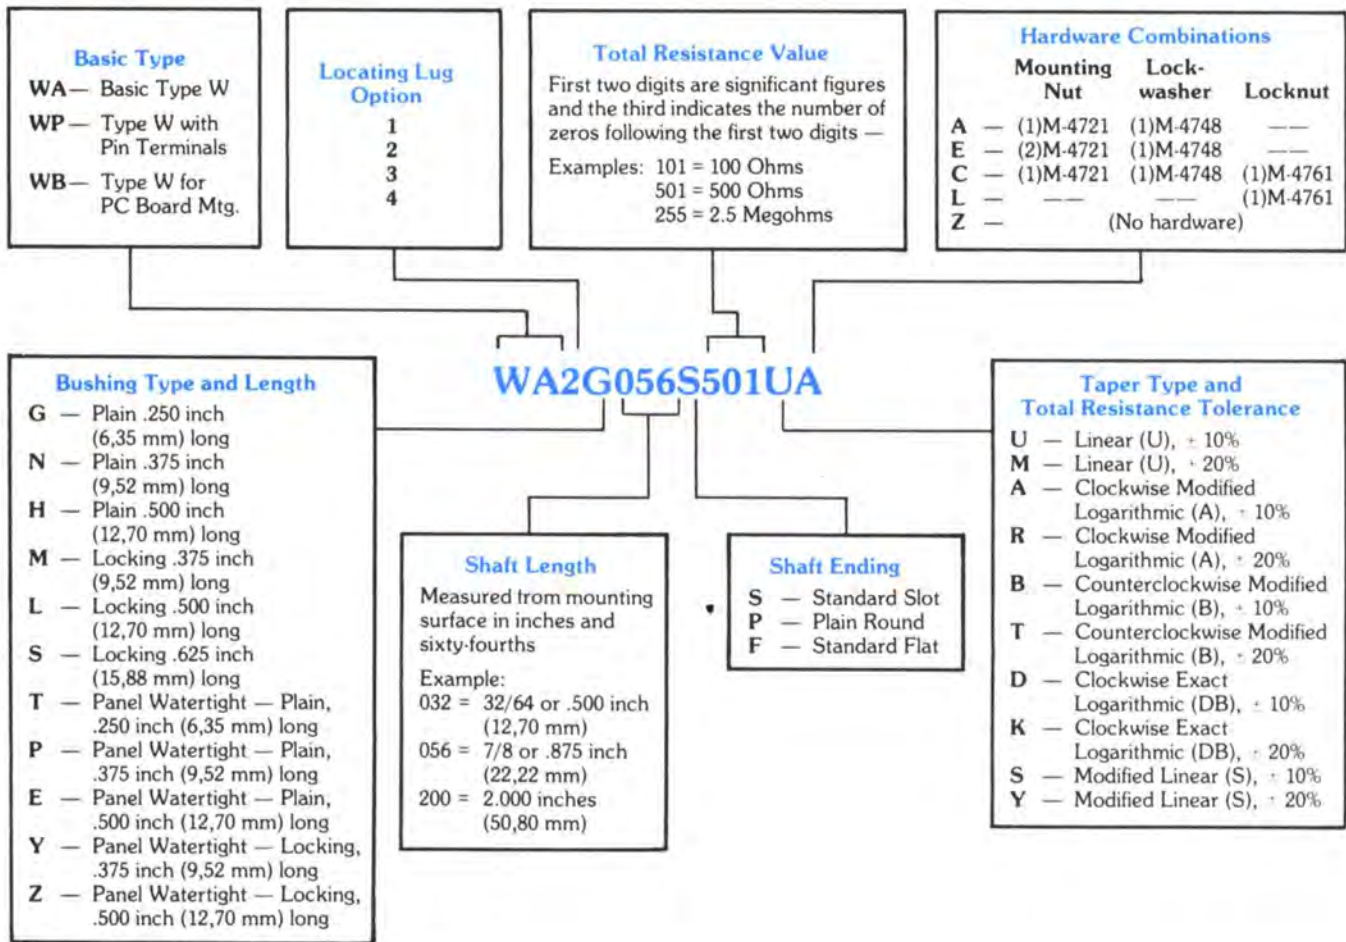 Basic Type
WA— Basic Type W
WP— Type W with
Pin Terminals
WB— Type W for
PC Board Mtg.
Locating Lug
Option
1
2
3
4
Total Resistance Value
First two digits are significant figures
and the third indicates the number of
zeros following the first two digits —
Examples: 101 = 100 Ohms
501 = 500 Ohms
255 = 2.5 Megohms
Hardware Combinations
Mounting Lock-
Nut washer Locknut
A — (1)M-4721 (1)M-4748 ——
E — (2)M-4721 (1)M-4748 ——
C — (1)M-4721 (1)M-4748 (1)M-4761
L — —— —— (1)M-4761
Z — (No hardware)
WA2G056S501UA
Bushing Type and Length
G — Plain .250 inch
(6,35 mm) long
N — Plain .375 inch
(9,52 mm) long
H — Plain .500 inch
(12,70 mm) long
M — Locking .375 inch
(9,52 mm) long
L — Locking .500 inch
(12,70 mm) long
S — Locking .625 inch
(15,88 mm) long
T — Panel Watertight — Plain,
.250 inch (6,35 mm) long
P — Panel Watertight — Plain,
.375 inch (9,52 mm) long
E — Panel Watertight — Plain,
.500 inch (12,70 mm) long
Y — Panel Watertight — Locking,
.375 inch (9,52 mm) long
Z — Panel Watertight — Locking,
.500 inch (12,70 mm) long
Shaft Length
Measured from mounting
surface in inches and
sixty-fourths
Example:
032 = 32/64 or .500 inch
(12,70 mm)
056 = 7/8 or .875 inch
(22,22 mm)
200 = 2.000 inches
(50,80 mm)
Shaft Ending
S — Standard Slot
P — Plain Round
F — Standard Flat
Taper Type and
Total Resistance Tolerance
U — Linear (U), ± 10%
M — Linear (U), ± 20%
A — Clockwise Modified
Logarithmic (A), ± 10%
R — Clockwise Modified
Logarithmic (A), ± 20%
B — Counterclockwise Modified
Logarithmic (B), ± 10%
T — Counterclockwise Modified
Logarithmic (B), ± 20%
D — Clockwise Exact
Logarithmic (DB), ± 10%
K — Clockwise Exact
Logarithmic (DB), ± 20%
S — Modified Linear (S), ± 10%
Y — Modified Linear (S), ± 20%